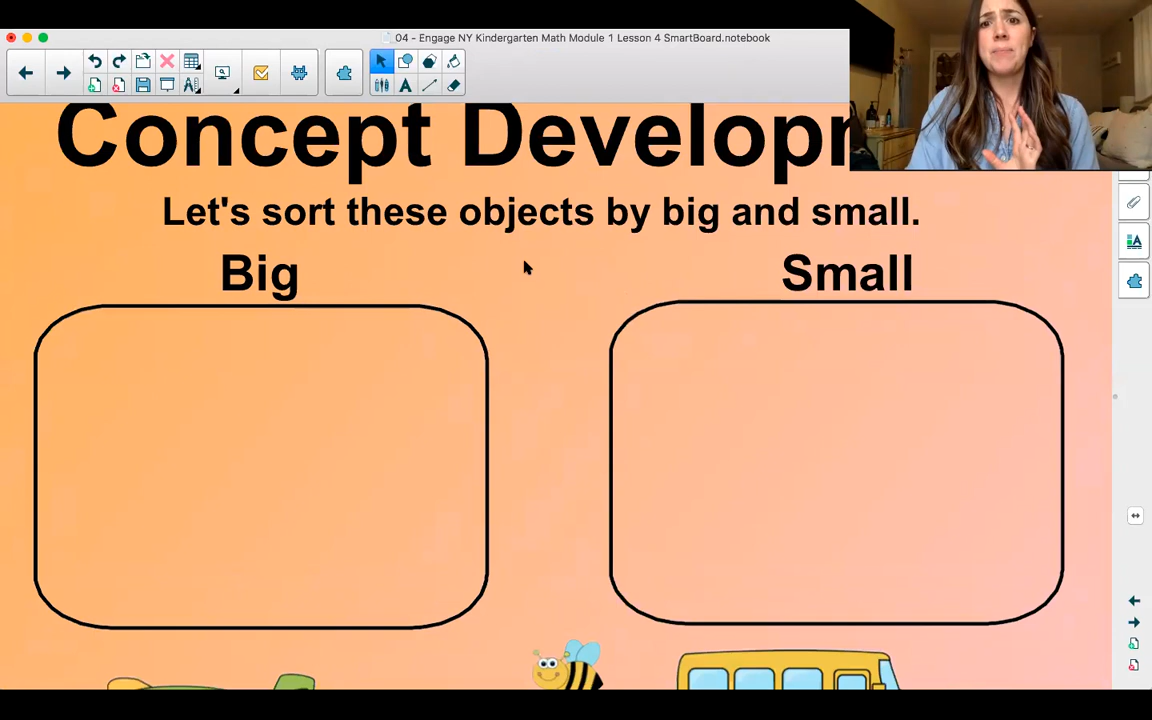 04 - Engage NY Kindergarten Math Module 1 Lesson 4 SmartBoard.notebook
Concept Developm
Let's sort these objects by big and small.
Big
Small